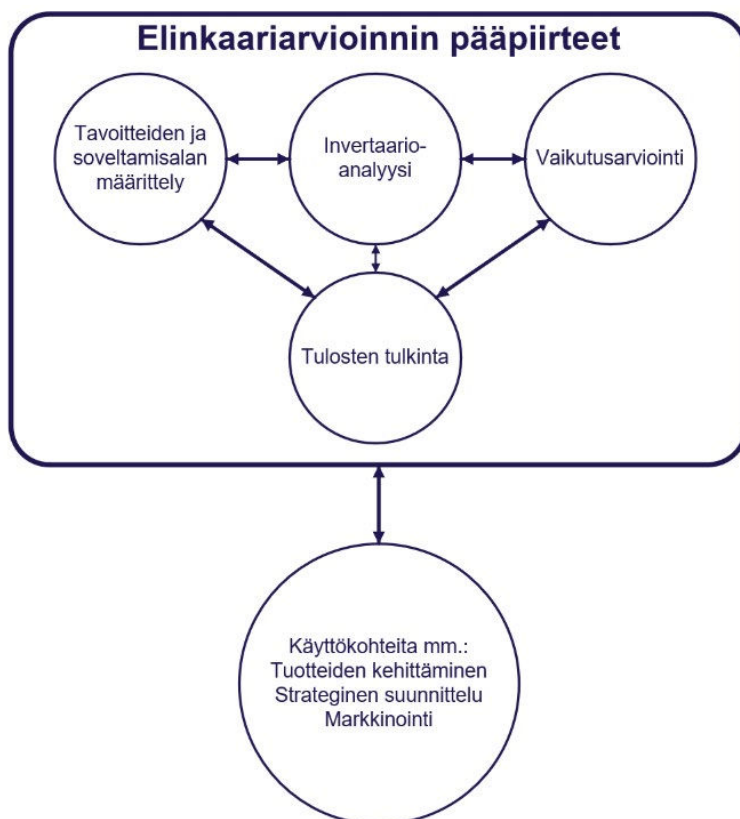 Elinkaariarvioinnin pääpiirteet
Tavoitteiden ja
soveltamisalan
määrittely
Invertaario-
analyysi
Vaikutusarviointi
Tulosten tulkinta
Käyttökohteita mm.:
Tuotteiden kehittäminen
Strateginen suunnittelu
Markkinointi